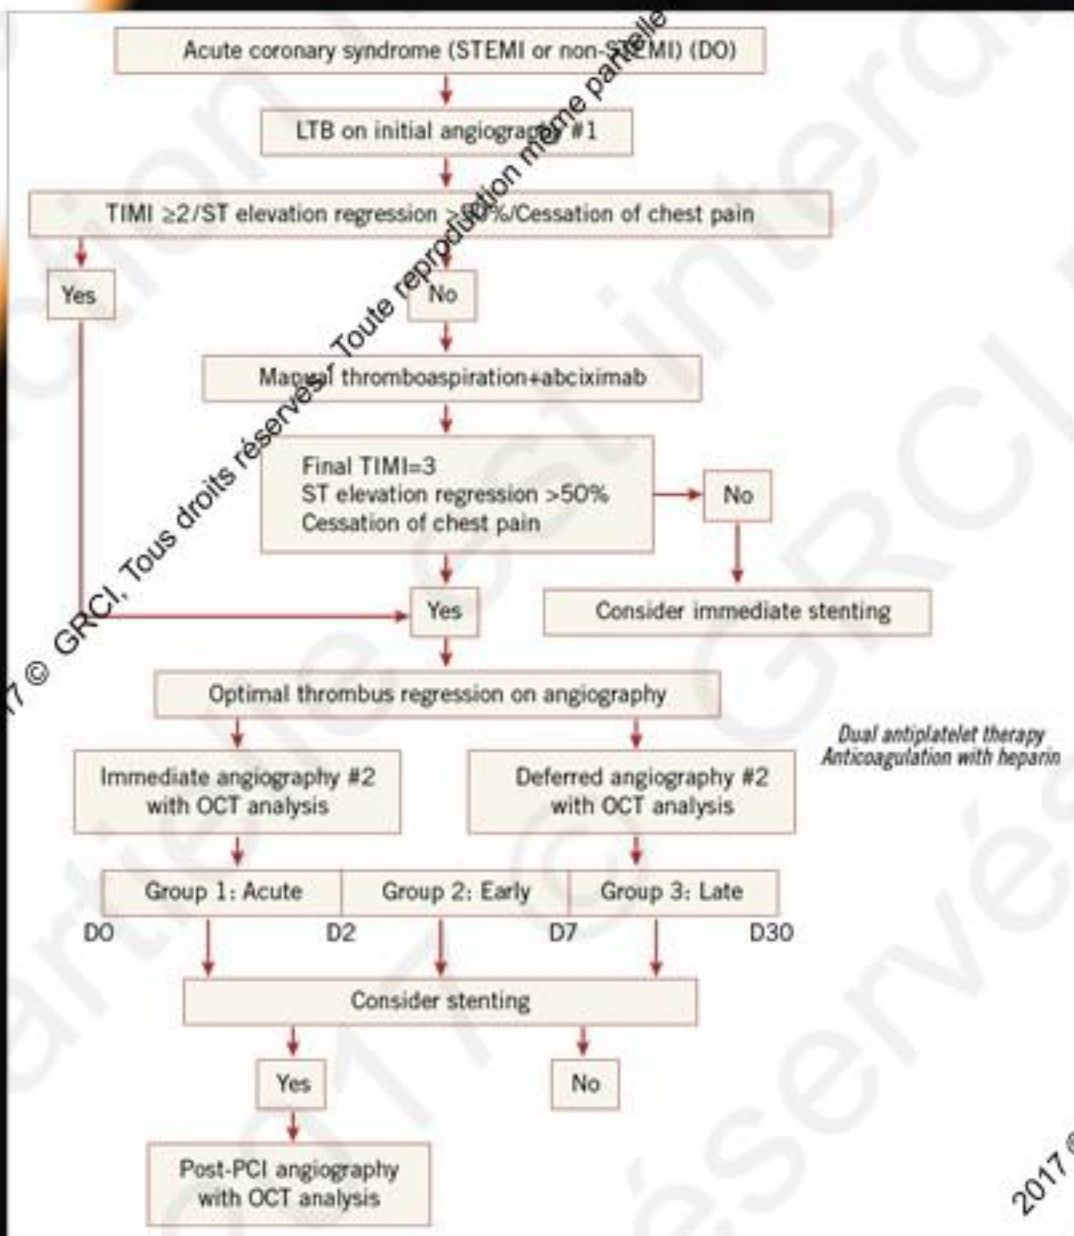 Acute coronary syndrome (STEMI or non-STEMI) (DO)
LTB on initial angiography #1
TIMI ≥2/ST elevation regression >50%/Cessation of chest pain
Yes
No
Manual thromboaspiration+abciximab
Final TIMI=3
ST elevation regression >50%
Cessation of chest pain
No
Yes
Consider immediate stenting
Optimal thrombus regression on angiography
Dual antiplatelet therapy
Anticoagulation with heparin
Immediate angiography #2
with OCT analysis
Deferred angiography #2
with OCT analysis
Group 1: Acute
Group 2: Early
Group 3: Late
D0
D2
D7
D30
Consider stenting
Yes
No
Post-PCI angiography
with OCT analysis
17 © GRCI, Tous droits réservés - Toute reproduction même partielle
2017 ©